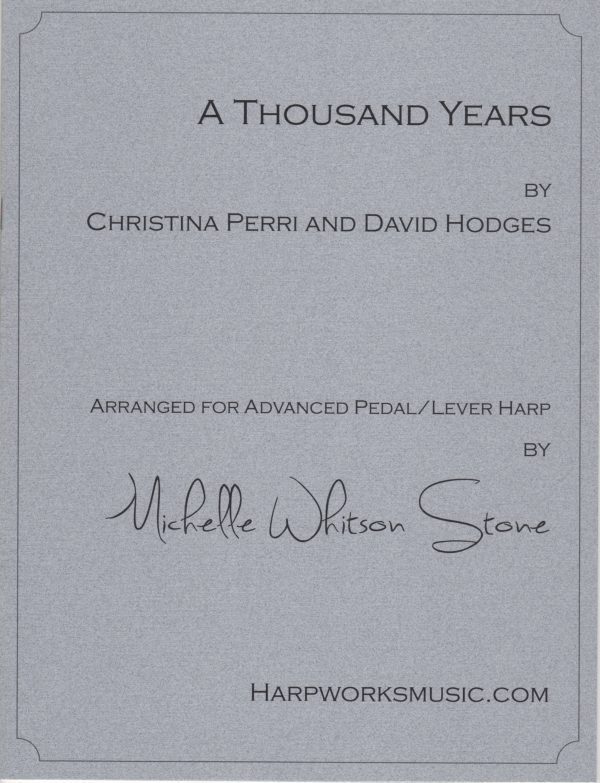 A Thousand Years
by
Christina Perri and David Hodges
Arranged for Advanced Pedal/Lever Harp
by
Michelle Whitson Stone
Harpworksmusic.com